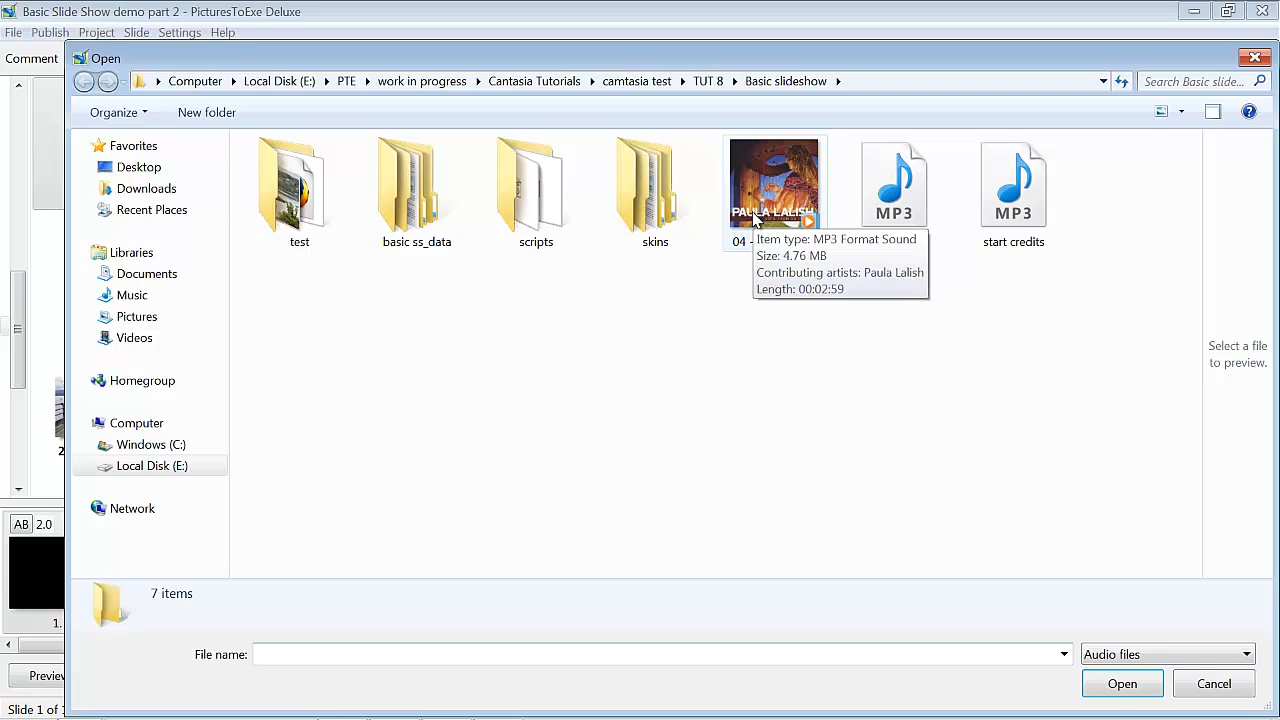 Basic Slide Show demo part 2 - PicturesToExe Deluxe
File Publish Project Slide Settings Help
Comment
Open
Computer Local Disk (E:) PTE work in progress Cantasia Tutorials camtasia test TUT 8 Basic slideshow
Search Basic slide...
Organize New folder
Favorites
Desktop
Downloads
Recent Places
Libraries
Documents
Music
Pictures
Videos
Homegroup
Computer
Windows (C:)
Local Disk (E:)
Network
PAULA LALISH
MP3
MP3
test
basic ss_data
scripts
skins
04 -
start credits
Item type: MP3 Format Sound
Size: 4.76 MB
Contributing artists: Paula Lalish
Length: 00:02:59
Select a file
to preview.
2
AB 2.0
1.
7 items
File name:
Audio files
Open Cancel
Preview
Slide 1 of